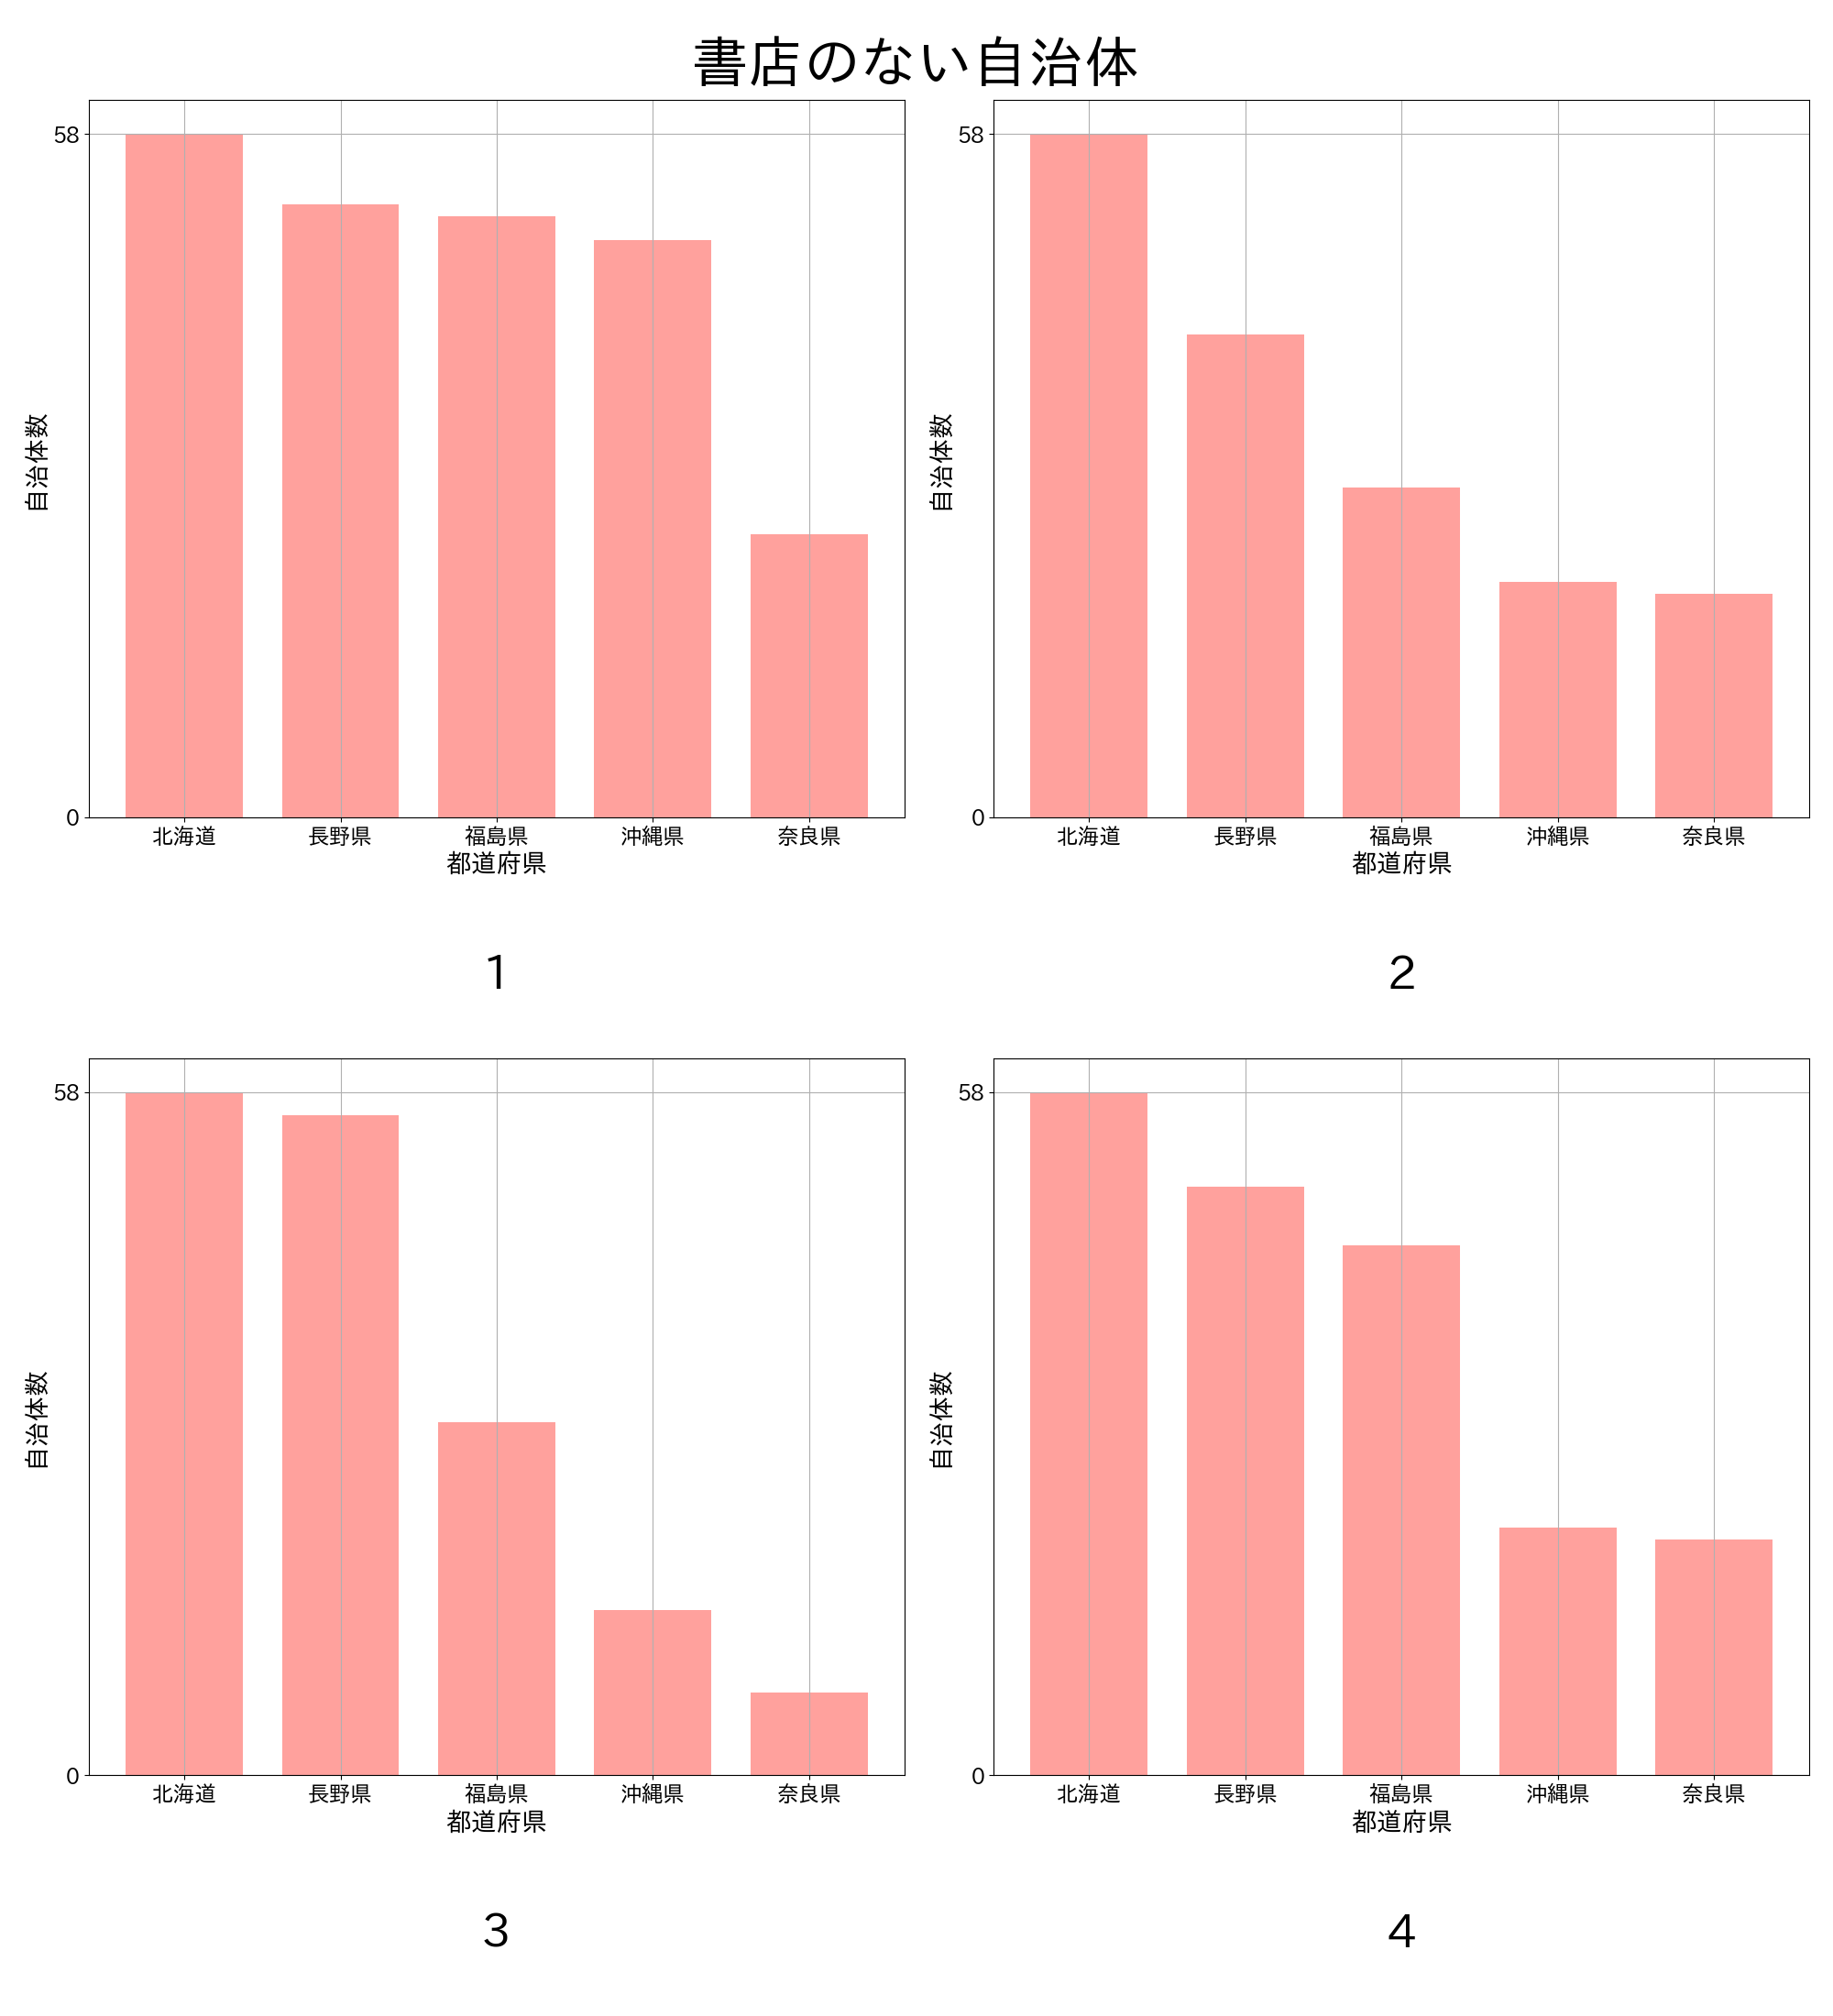 書店のない自治体
58
0
自治体数
北海道 長野県 福島県 沖縄県 奈良県
都道府県
1
58
0
自治体数
北海道 長野県 福島県 沖縄県 奈良県
都道府県
2
58
0
自治体数
北海道 長野県 福島県 沖縄県 奈良県
都道府県
3
58
0
自治体数
北海道 長野県 福島県 沖縄県 奈良県
都道府県
4